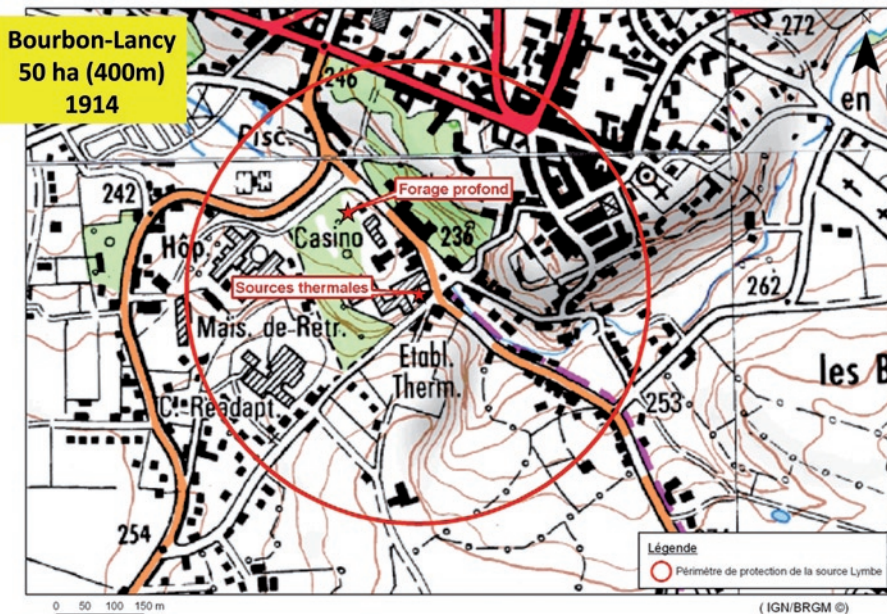 Bourbon-Lancy
50 ha (400m)
1914
272
246
en
Disc.
242
Forage profond
Casino
236
Hôp.
Sources thermales
262
Mais. de Retr.
Etabl.
Therm.
les B
C. Réadapt.
253
254
Légende
Périmètre de protection de la source Lymbe
0 50 100 150 m
( IGN/BRGM ©)